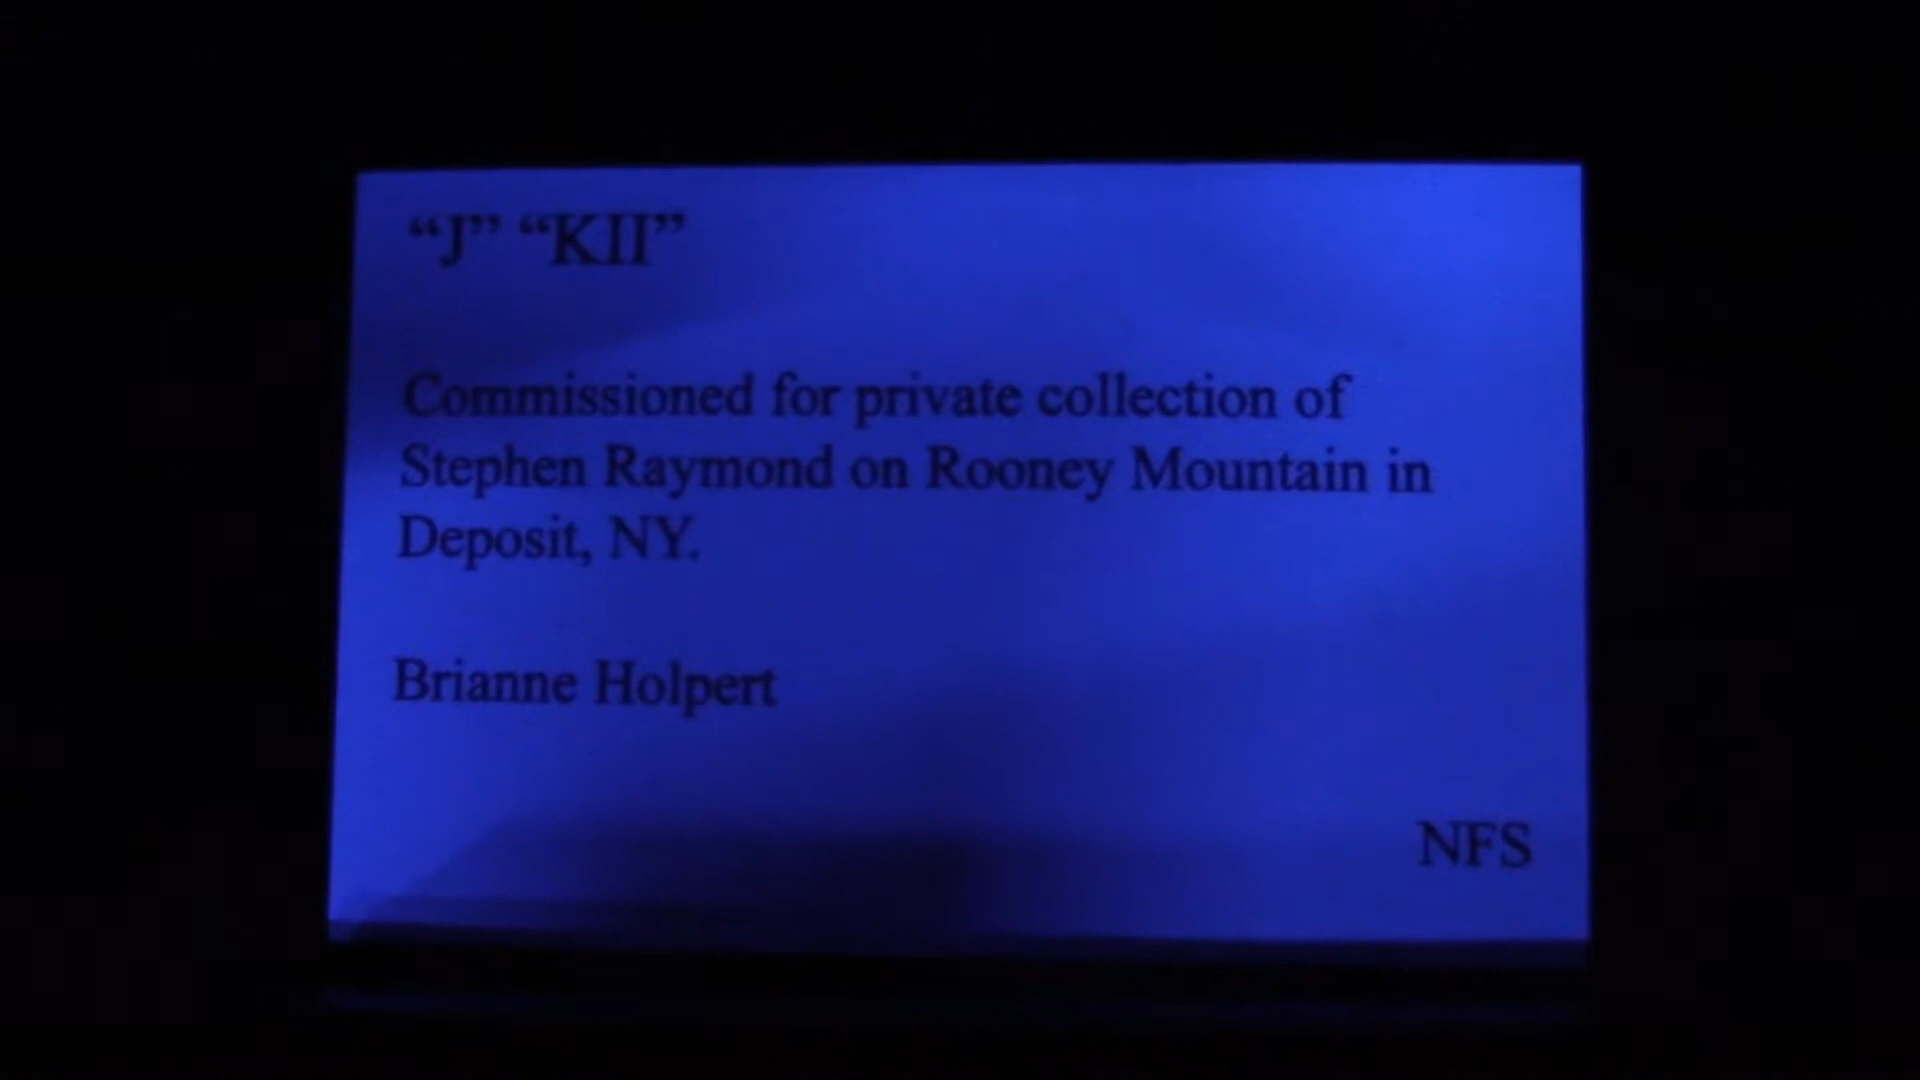 “J” “KII”
Commissioned for private collection of
Stephen Raymond on Rooney Mountain in
Deposit, NY.
Brianne Holpert
NFS